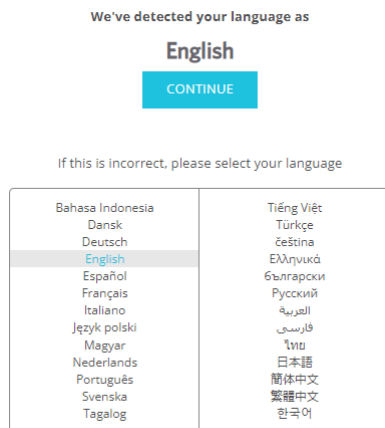 We've detected your language as
English
CONTINUE
If this is incorrect, please select your language
Bahasa Indonesia
Dansk
Deutsch
English
Español
Français
Italiano
Język polski
Magyar
Nederlands
Português
Svenska
Tagalog
Tiếng Việt
Türkçe
čeština
Ελληνικά
български
Русский
العربية
فارسی
ไทย
日本語
簡体中文
繁體中文
한국어